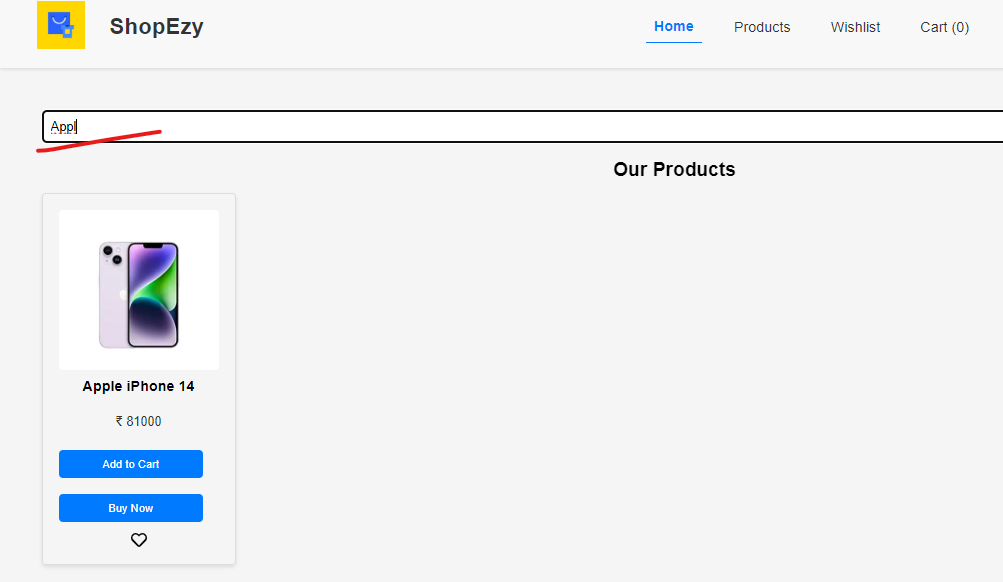 ShopEzy
Home Products Wishlist Cart (0)
Appl
Our Products
Apple iPhone 14
₹ 81000
Add to Cart
Buy Now